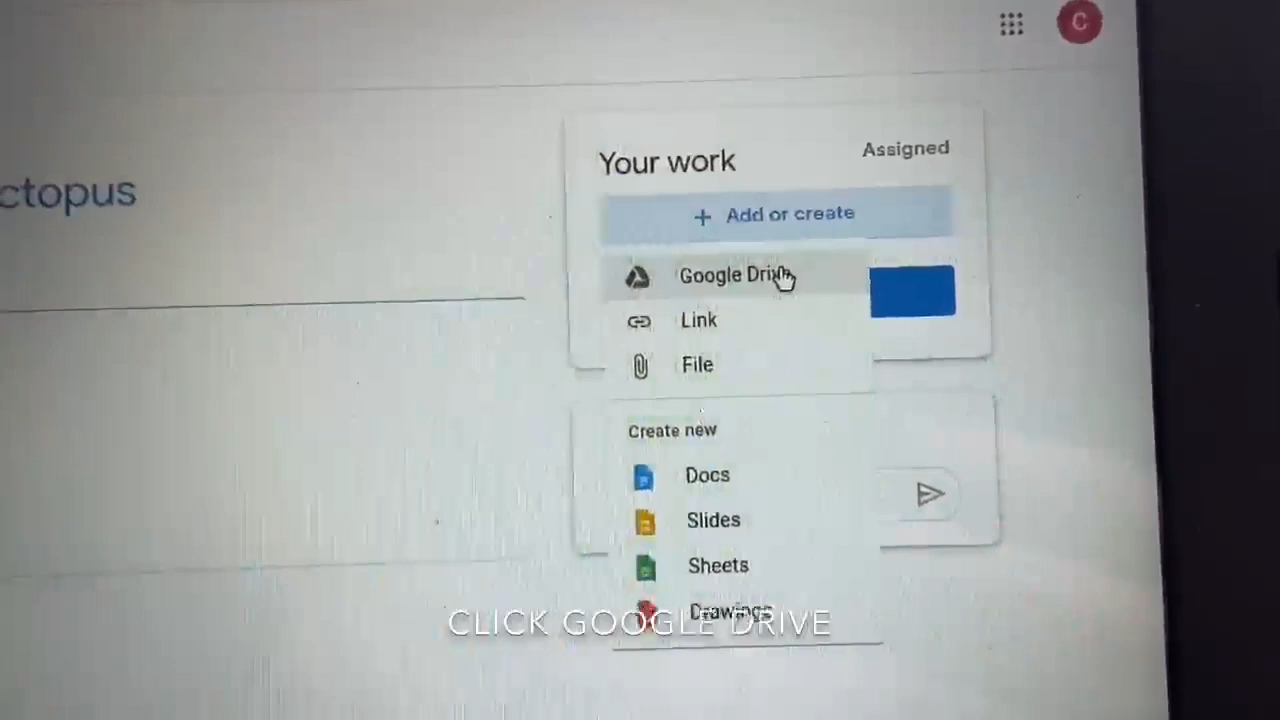 C
ctopus
Your work
Assigned
+ Add or create
Google Drive
Link
File
Create new
Docs
Slides
Sheets
Drawings
CLICK GOOGLE DRIVE